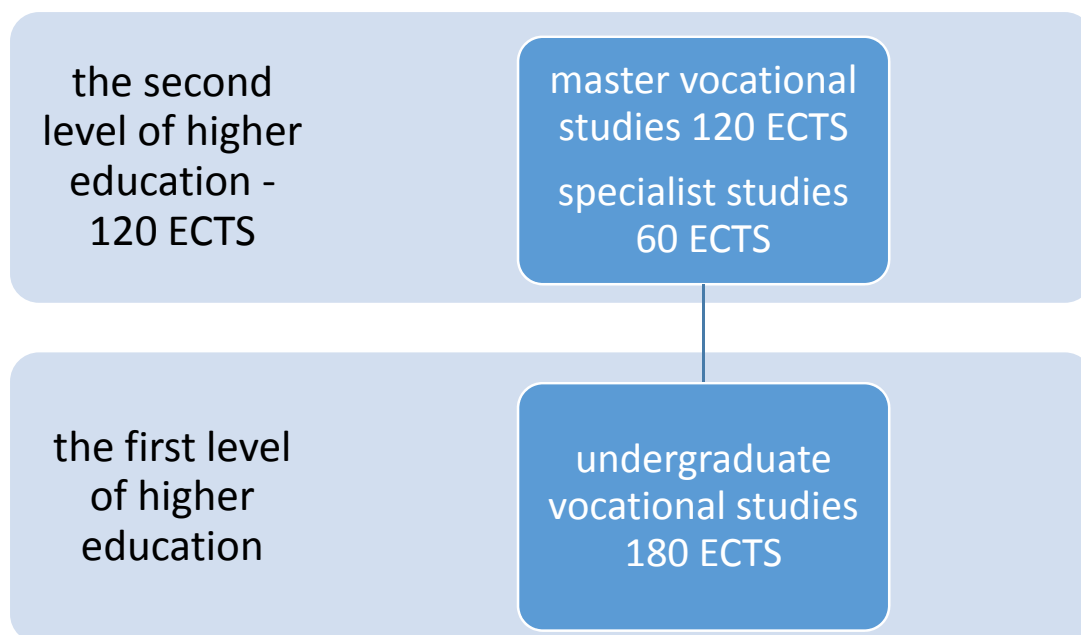 the second
level of higher
education -
120 ECTS
master vocational
studies 120 ECTS
specialist studies
60 ECTS
the first level
of higher
education
undergraduate
vocational studies
180 ECTS